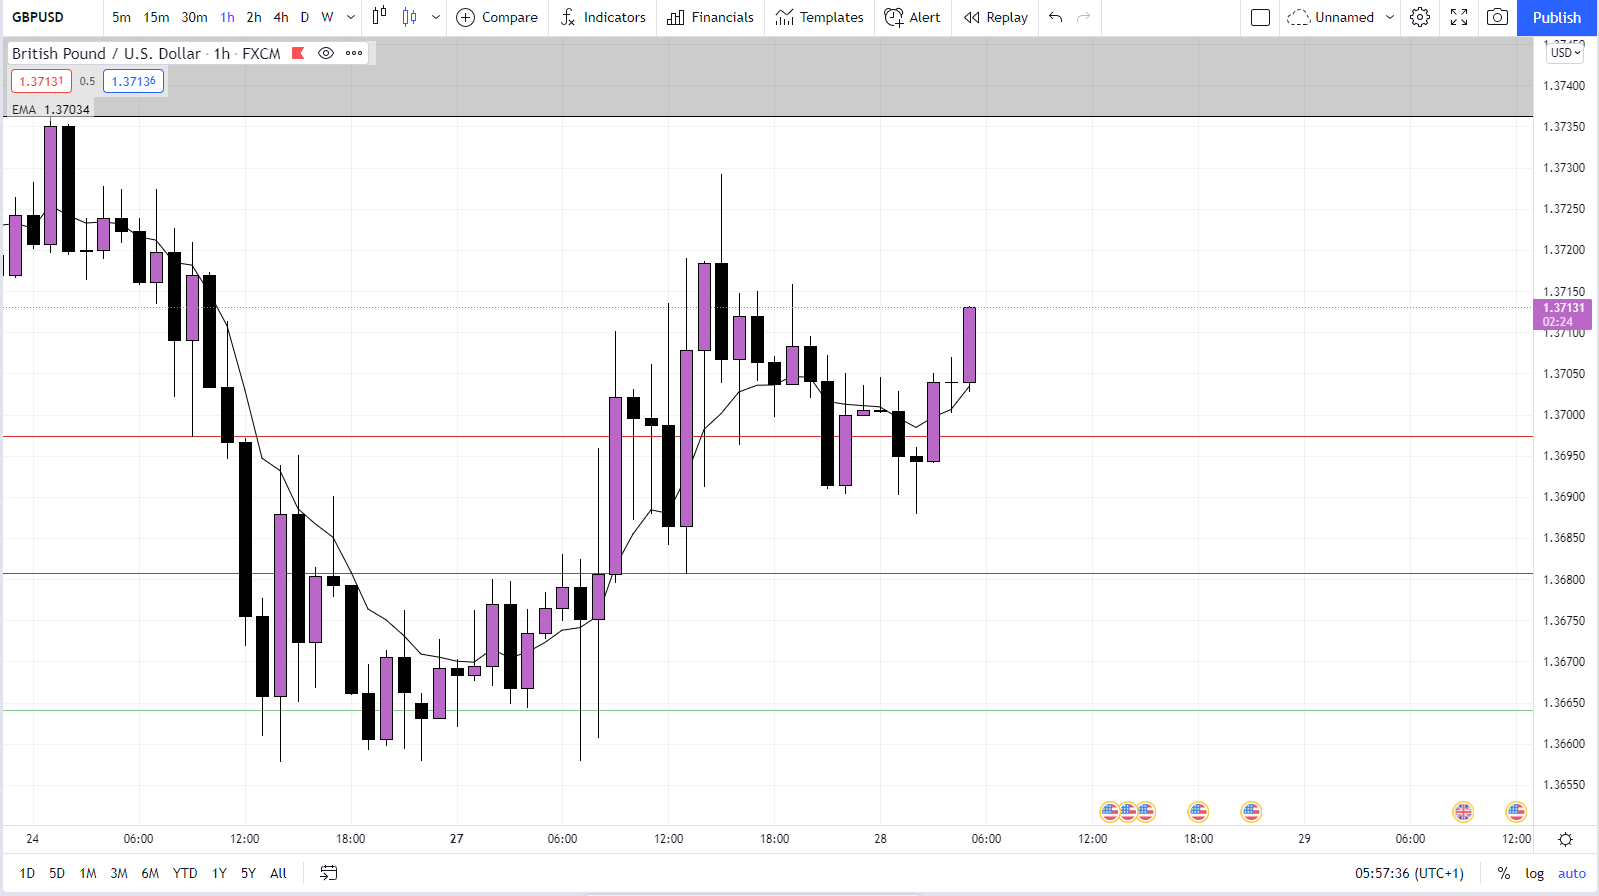 GBPUSD 5m 15m 30m 1h 2h 4h D W Compare Indicators Financials Templates Alert Replay Unnamed Publish
British Pound / U.S. Dollar · 1h · FXCM
1.37131 0.5 1.37136
EMA 1.37034
USD
1.37400
1.37350
1.37300
1.37250
1.37200
1.37150
1.37131
02:24
1.37100
1.37050
1.37000
1.36950
1.36900
1.36850
1.36800
1.36750
1.36700
1.36650
1.36600
1.36550
24 06:00 12:00 18:00 27 06:00 12:00 18:00 28 06:00 12:00 18:00 29 06:00 12:00
1D 5D 1M 3M 6M YTD 1Y 5Y All 05:57:36 (UTC+1) % log auto